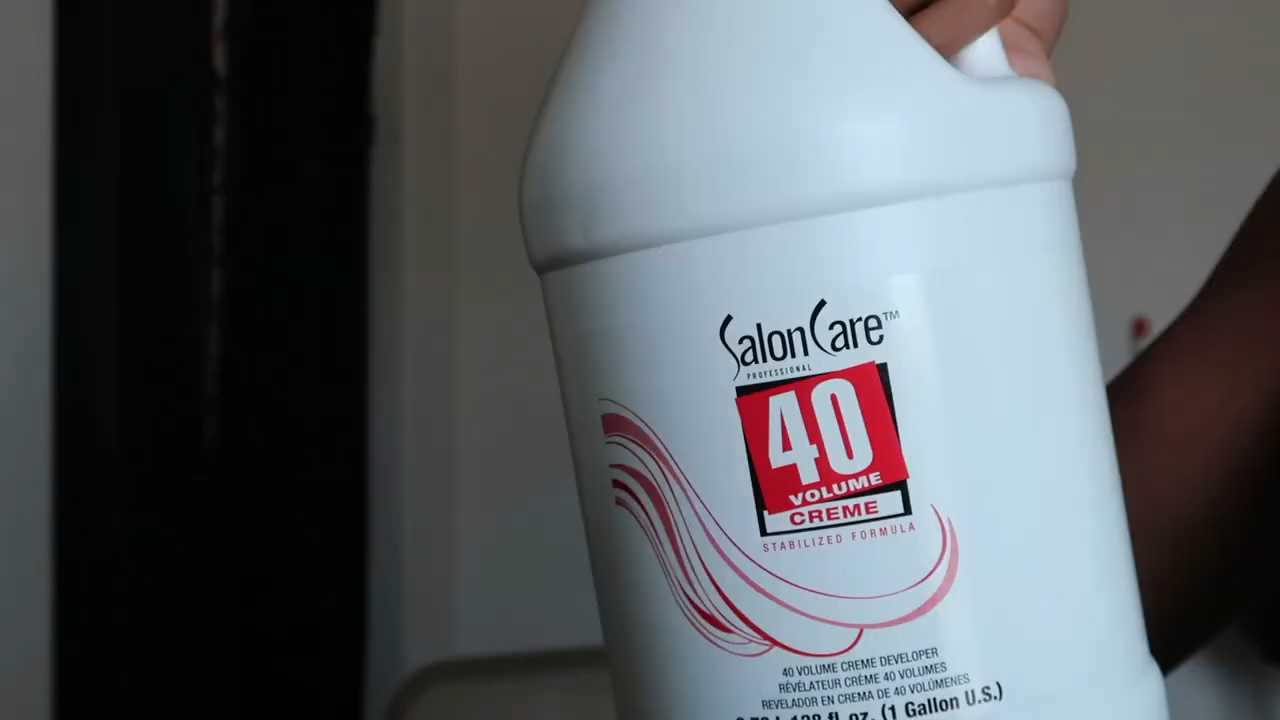 SalonCare™
PROFESSIONAL
40
VOLUME
CREME
STABILIZED FORMULA
40 VOLUME CREME DEVELOPER
RÉVÉLATEUR CRÈME 40 VOLUMES
REVELADOR EN CREMA DE 40 VOLÚMENES
128 fl. oz. (1 Gallon U.S.)